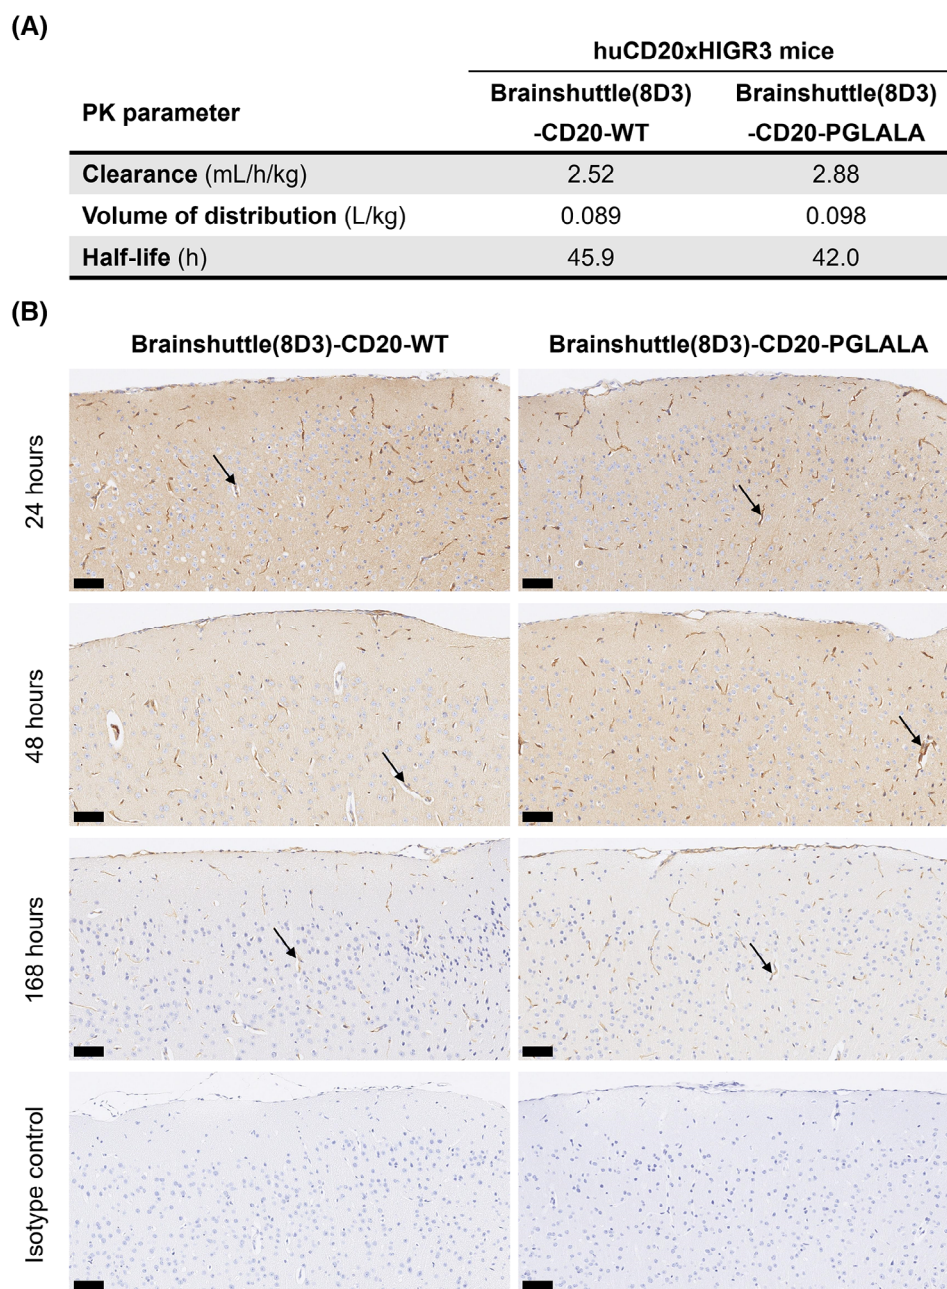 (A)
huCD20xHIGR3 mice
PK parameter
Brainshuttle(8D3)
-CD20-WT
Brainshuttle(8D3)
-CD20-PGLALA
Clearance (mL/h/kg) 2.52 2.88
Volume of distribution (L/kg) 0.089 0.098
Half-life (h) 45.9 42.0
(B)
Brainshuttle(8D3)-CD20-WT Brainshuttle(8D3)-CD20-PGLALA
24 hours
48 hours
168 hours
Isotype control